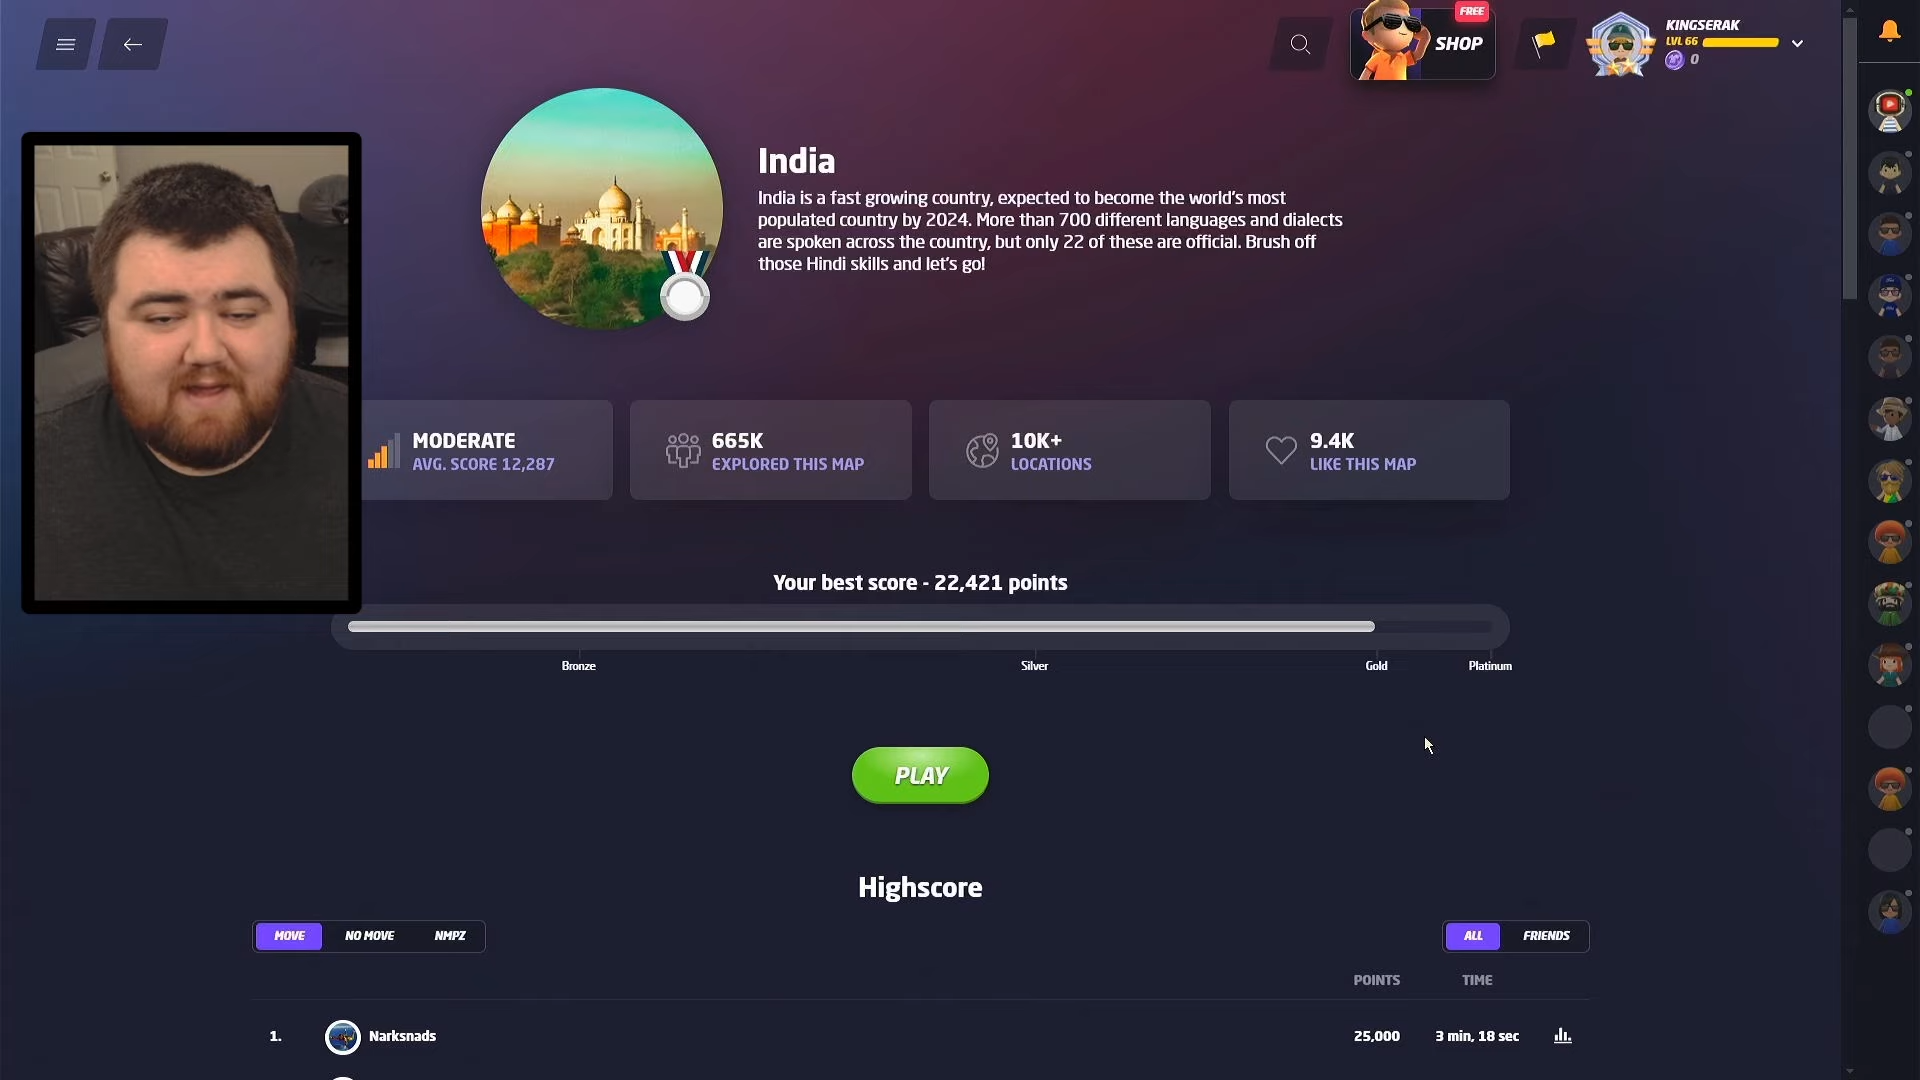 FREE
SHOP
KINGSERAK
LVL 66
0
India
India is a fast growing country, expected to become the world's most
populated country by 2024. More than 700 different languages and dialects
are spoken across the country, but only 22 of these are official. Brush off
those Hindi skills and let's go!
MODERATE
AVG. SCORE 12,287
665K
EXPLORED THIS MAP
10K+
LOCATIONS
9.4K
LIKE THIS MAP
Your best score - 22,421 points
Bronze Silver Gold Platinum
PLAY
Highscore
MOVE NO MOVE NMPZ ALL FRIENDS
POINTS TIME
1. Narksnads 25,000 3 min, 18 sec